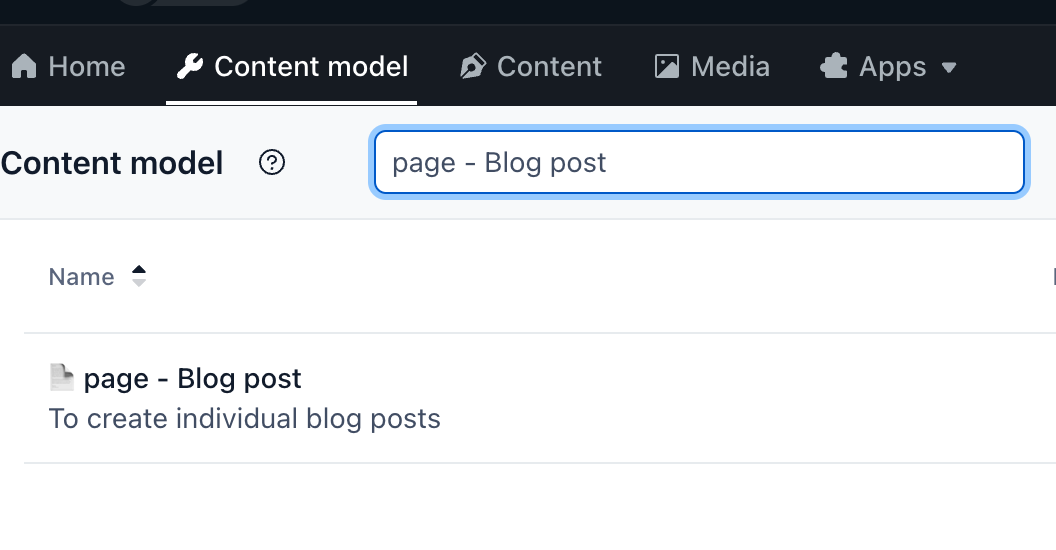 Home Content model Content Media Apps
Content model
page - Blog post
Name
page - Blog post
To create individual blog posts